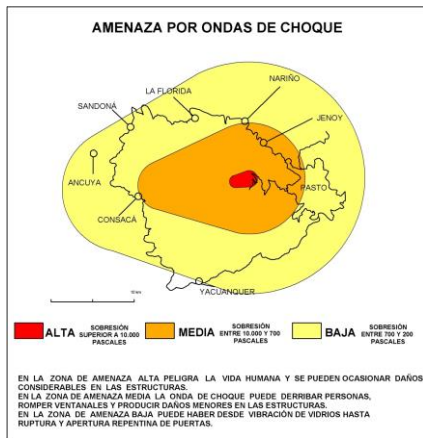 AMENAZA POR ONDAS DE CHOQUE
NARIÑO
LA FLORIDA
SANDONÁ
JENOY
ANCUYA
PASTO
CONSACÁ
YACUANQUER
ALTA SOBRESIÓN SUPERIOR A 10.000 PASCALES
MEDIA SOBRESIÓN ENTRE 10.000 Y 700 PASCALES
BAJA SOBRESIÓN ENTRE 700 Y 200 PASCALES
EN LA ZONA DE AMENAZA ALTA PELIGRA LA VIDA HUMANA Y SE PUEDEN OCASIONAR DAÑOS
CONSIDERABLES EN LAS ESTRUCTURAS.
EN LA ZONA DE AMENAZA MEDIA LA ONDA DE CHOQUE PUEDE DERRIBAR PERSONAS,
ROMPER VENTANALES Y PRODUCIR DAÑOS MENORES EN LAS ESTRUCTURAS.
EN LA ZONA DE AMENAZA BAJA PUEDE HABER DESDE VIBRACIÓN DE VIDRIOS HASTA
RUPTURA Y APERTURA REPENTINA DE PUERTAS.